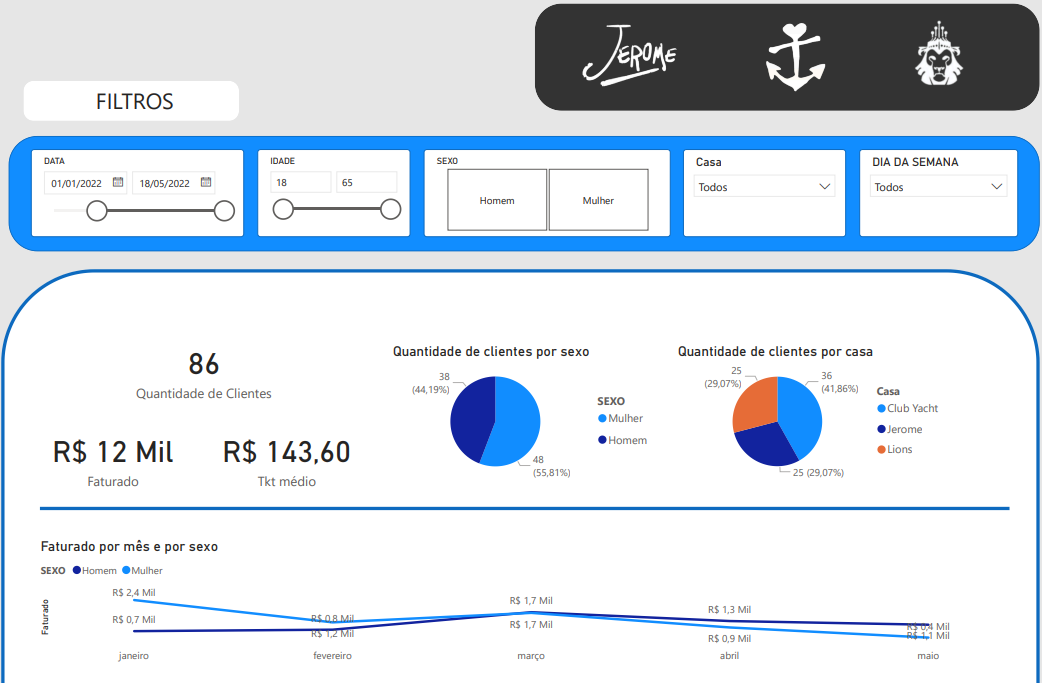 JEROME
FILTROS
DATA
01/01/2022 18/05/2022
IDADE
18 65
SEXO
Homem Mulher
Casa
Todos
DIA DA SEMANA
Todos
86
Quantidade de Clientes
R$ 12 Mil
Faturado
R$ 143,60
Tkt médio
Quantidade de clientes por sexo
38
(44,19%)
48
(55,81%)
SEXO
Mulher
Homem
Quantidade de clientes por casa
25
(29,07%)
36
(41,86%)
25 (29,07%)
Casa
Club Yacht
Jerome
Lions
Faturado por mês e por sexo
SEXO Homem Mulher
Faturado
R$ 2,4 Mil
R$ 0,7 Mil
R$ 0,8 Mil
R$ 1,2 Mil
R$ 1,7 Mil
R$ 1,7 Mil
R$ 1,3 Mil
R$ 0,9 Mil
R$ 0,4 Mil
R$ 1,1 Mil
janeiro fevereiro março abril maio